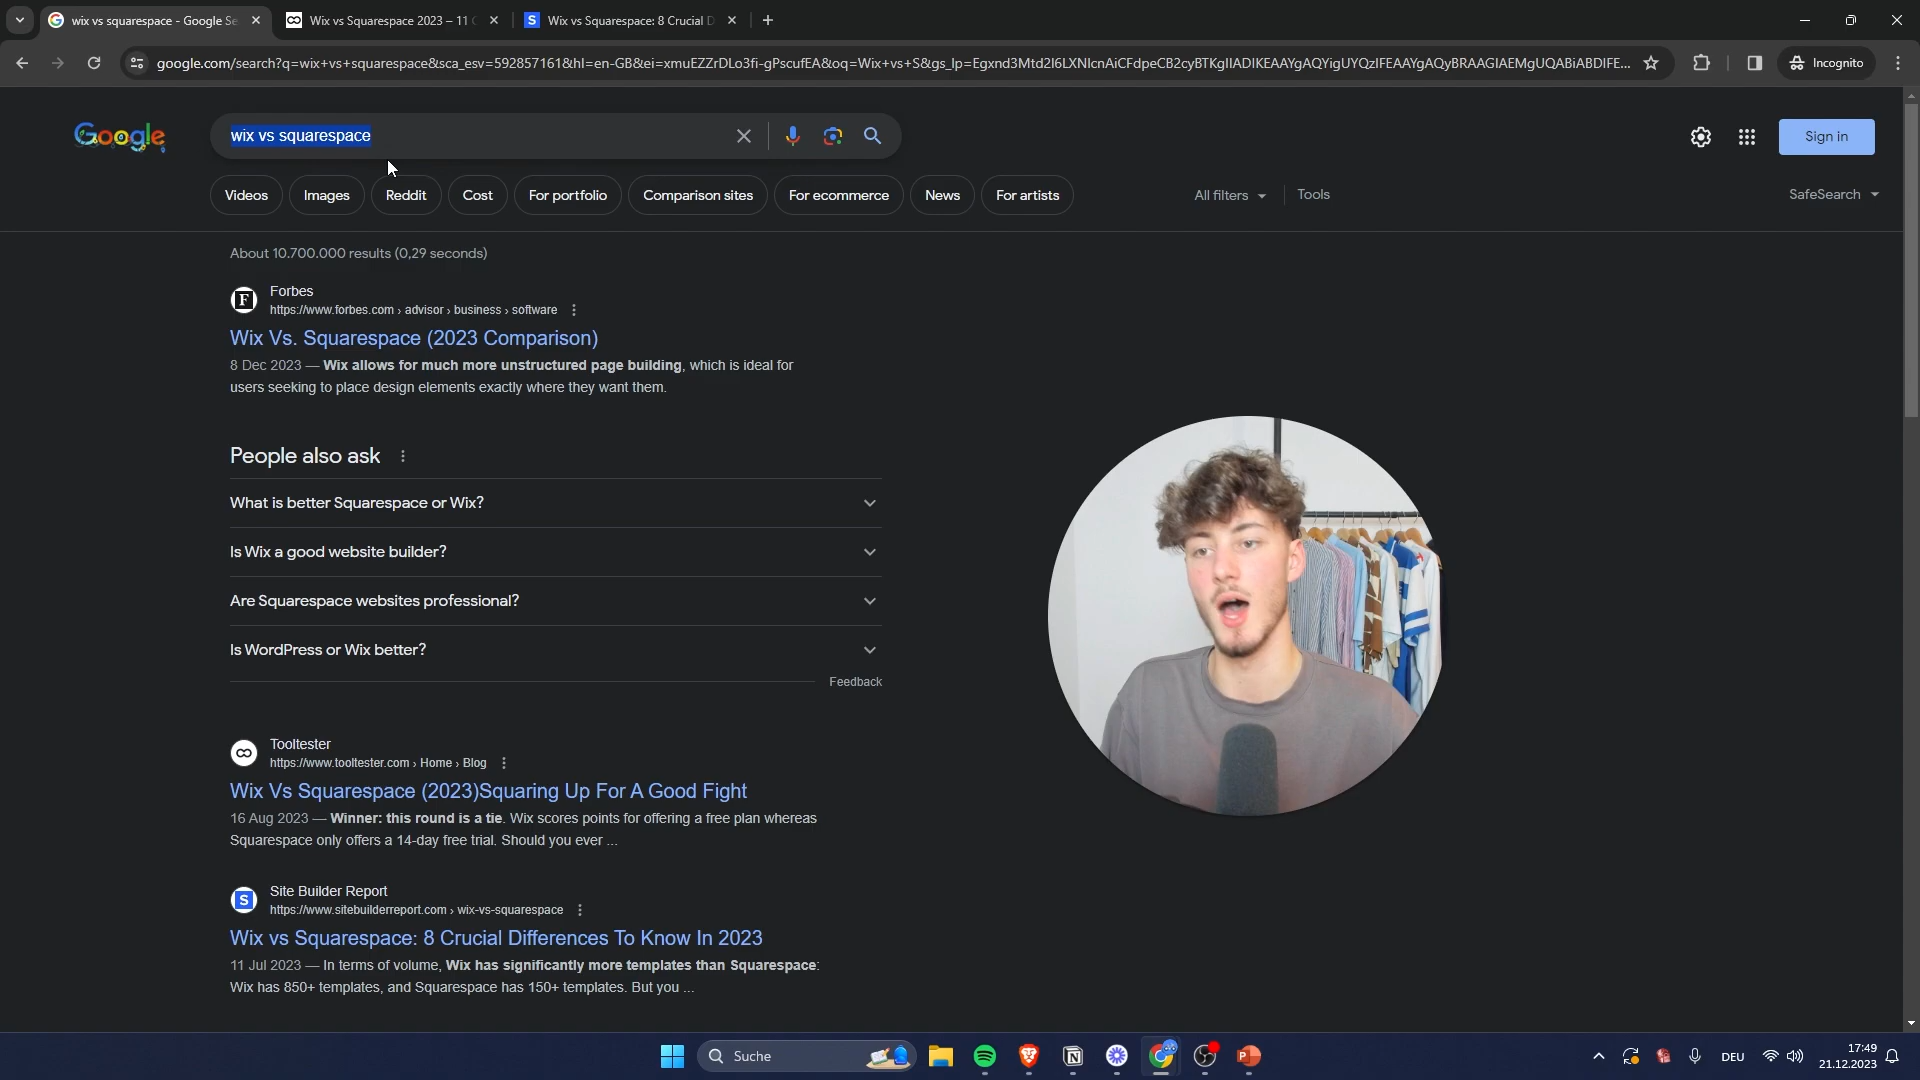 wix vs squarespace - Google Se
Wix vs Squarespace 2023 – 11
Wix vs Squarespace: 8 Crucial D
google.com/search?q=wix+vs+squarespace&sca_esv=592857161&hl=en-GB&ei=xmuEZZrDLo3fi-gPscufEA&oq=Wix+vs+S&gs_lp=Egxnd3Mtd2l6LXNlcnAiCFdpeCB2cyBTKgIIADIKEAAYgAQYigUYQzIFEAAYgAQyBRAAGIAEMgUQABiABDIFE...
Incognito
Google
wix vs squarespace
Sign in
Videos
Images
Reddit
Cost
For portfolio
Comparison sites
For ecommerce
News
For artists
All filters
Tools
SafeSearch
About 10.700.000 results (0,29 seconds)
F
Forbes
https://www.forbes.com › advisor › business › software
Wix Vs. Squarespace (2023 Comparison)
8 Dec 2023 — Wix allows for much more unstructured page building, which is ideal for
users seeking to place design elements exactly where they want them.
People also ask
What is better Squarespace or Wix?
Is Wix a good website builder?
Are Squarespace websites professional?
Is WordPress or Wix better?
Feedback
Tooltester
https://www.tooltester.com › Home › Blog
Wix Vs Squarespace (2023)Squaring Up For A Good Fight
16 Aug 2023 — Winner: this round is a tie. Wix scores points for offering a free plan whereas
Squarespace only offers a 14-day free trial. Should you ever ...
S
Site Builder Report
https://www.sitebuilderreport.com › wix-vs-squarespace
Wix vs Squarespace: 8 Crucial Differences To Know In 2023
11 Jul 2023 — In terms of volume, Wix has significantly more templates than Squarespace:
Wix has 850+ templates, and Squarespace has 150+ templates. But you ...
Suche
DEU
17:49
21.12.2023